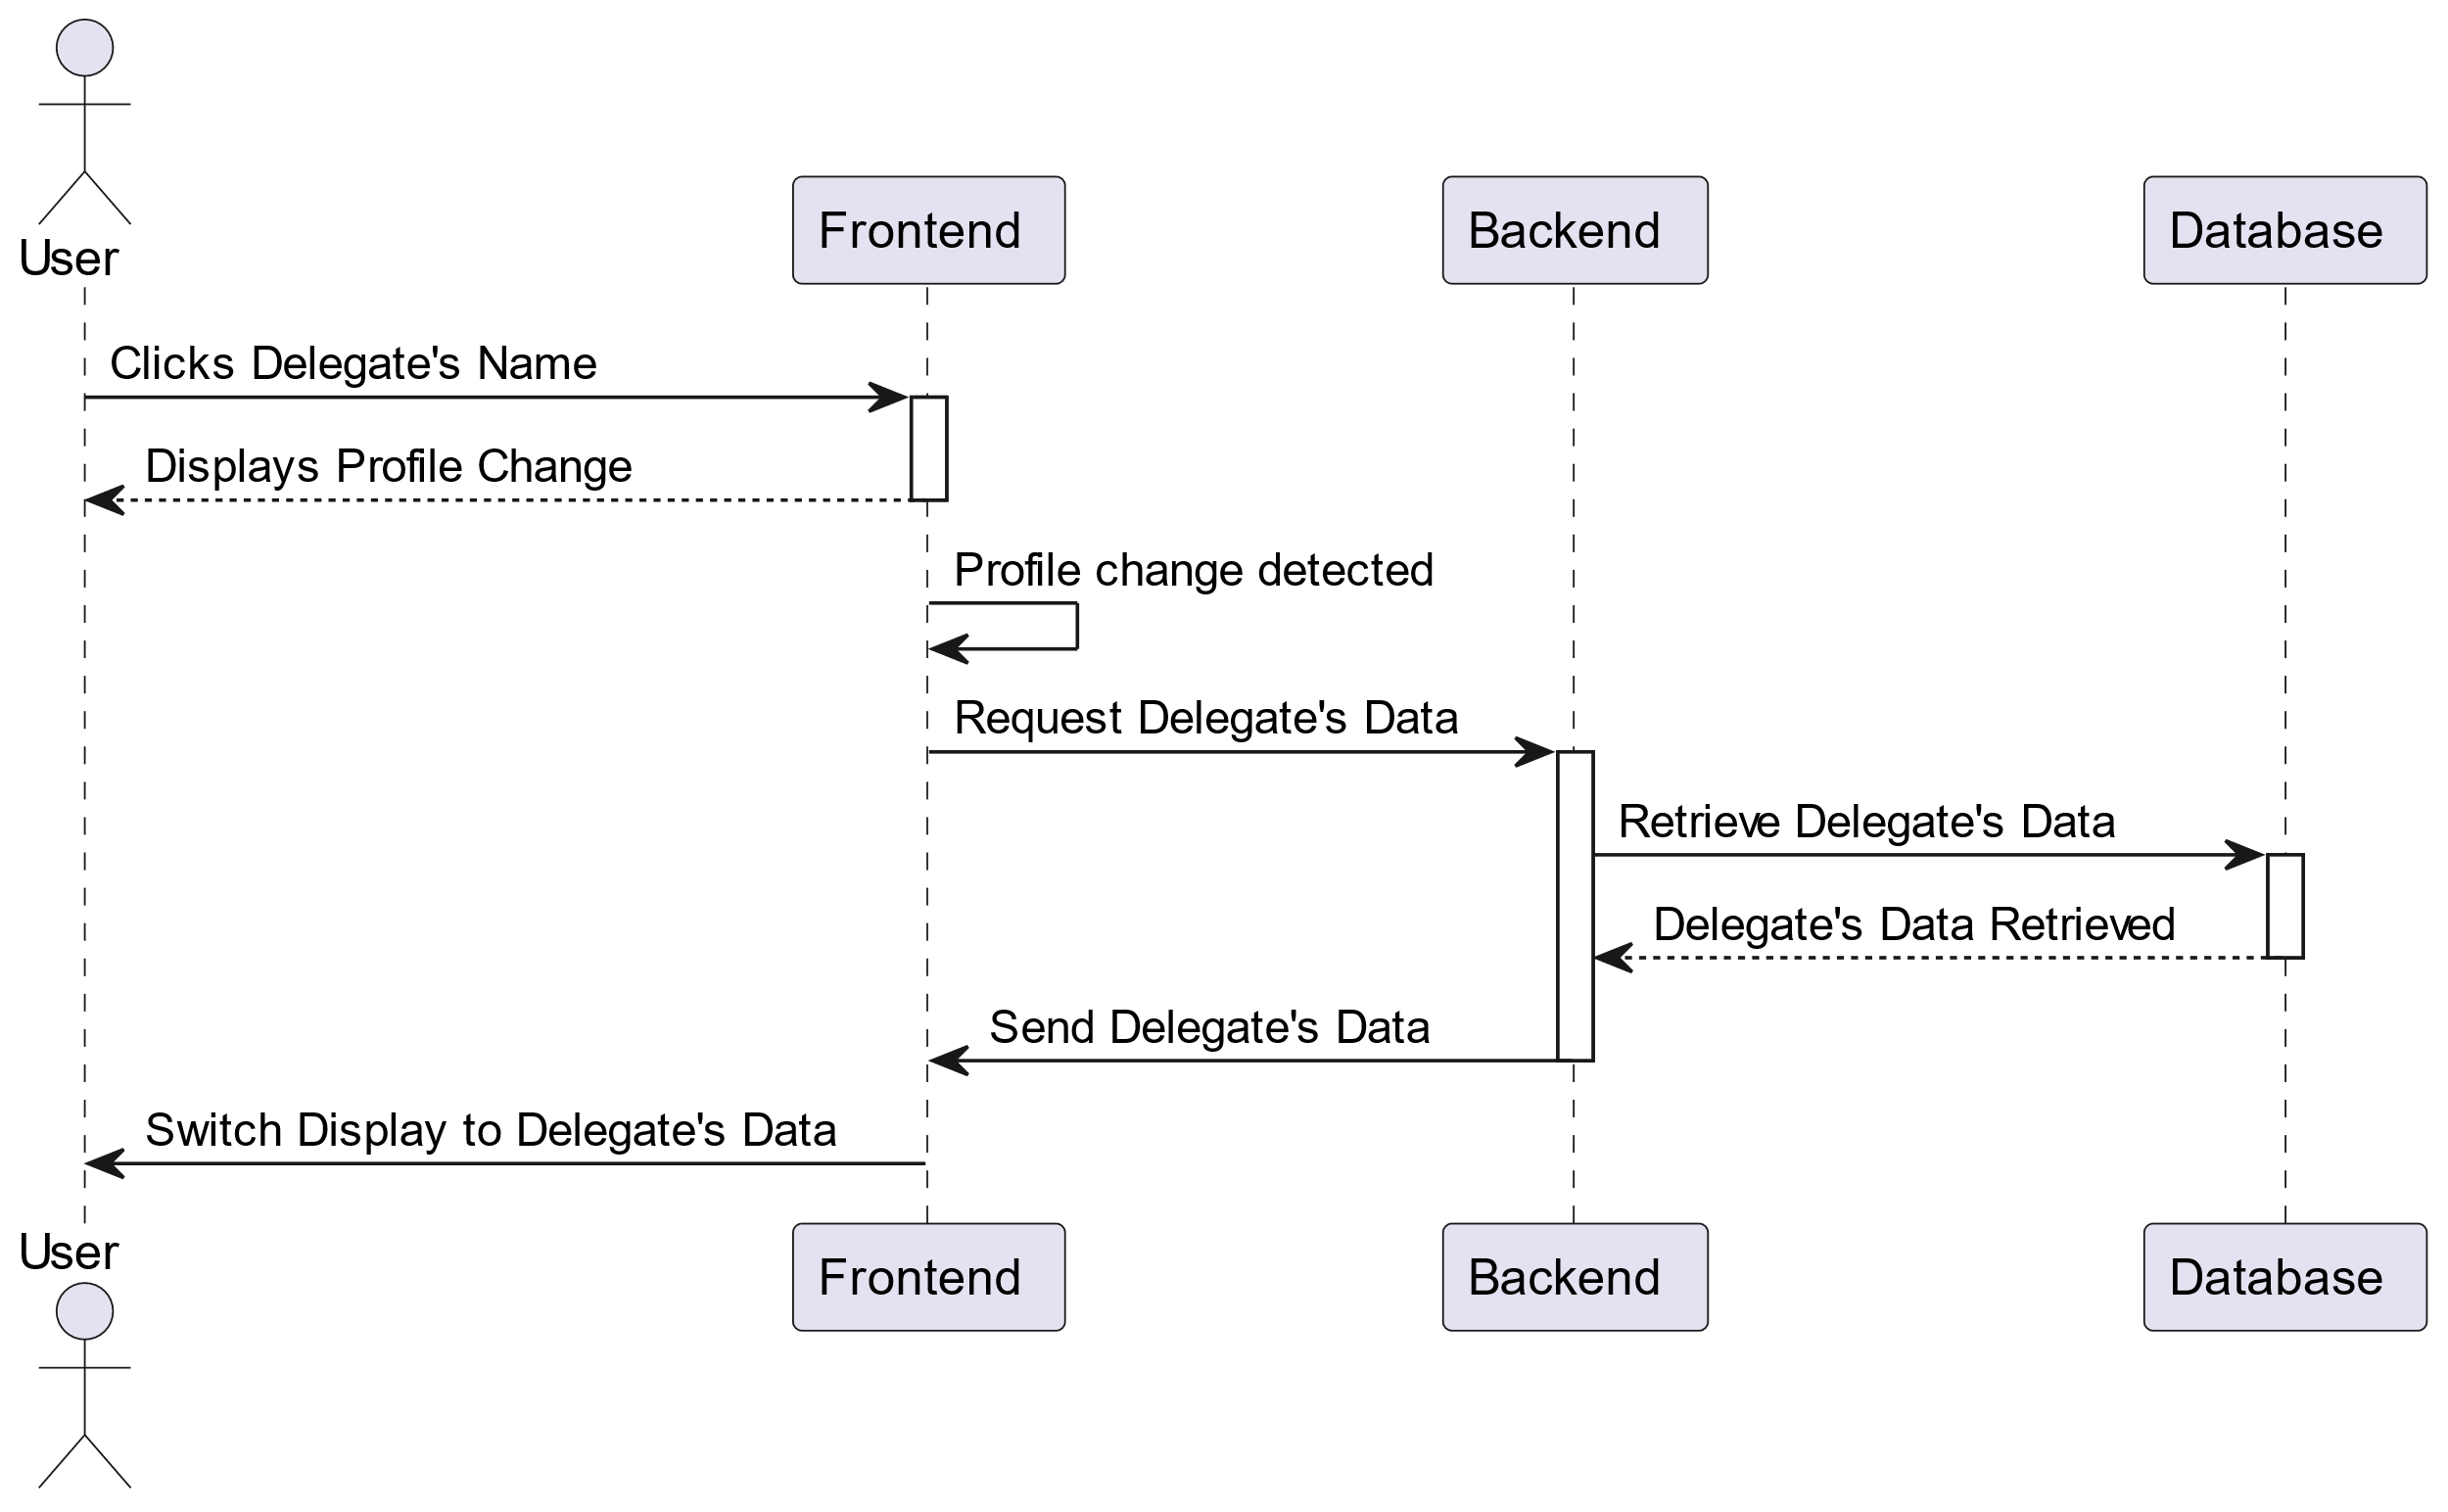 User
Frontend
Backend
Database
Clicks Delegate's Name
Displays Profile Change
Profile change detected
Request Delegate's Data
Retrieve Delegate's Data
Delegate's Data Retrieved
Send Delegate's Data
Switch Display to Delegate's Data
User
Frontend
Backend
Database